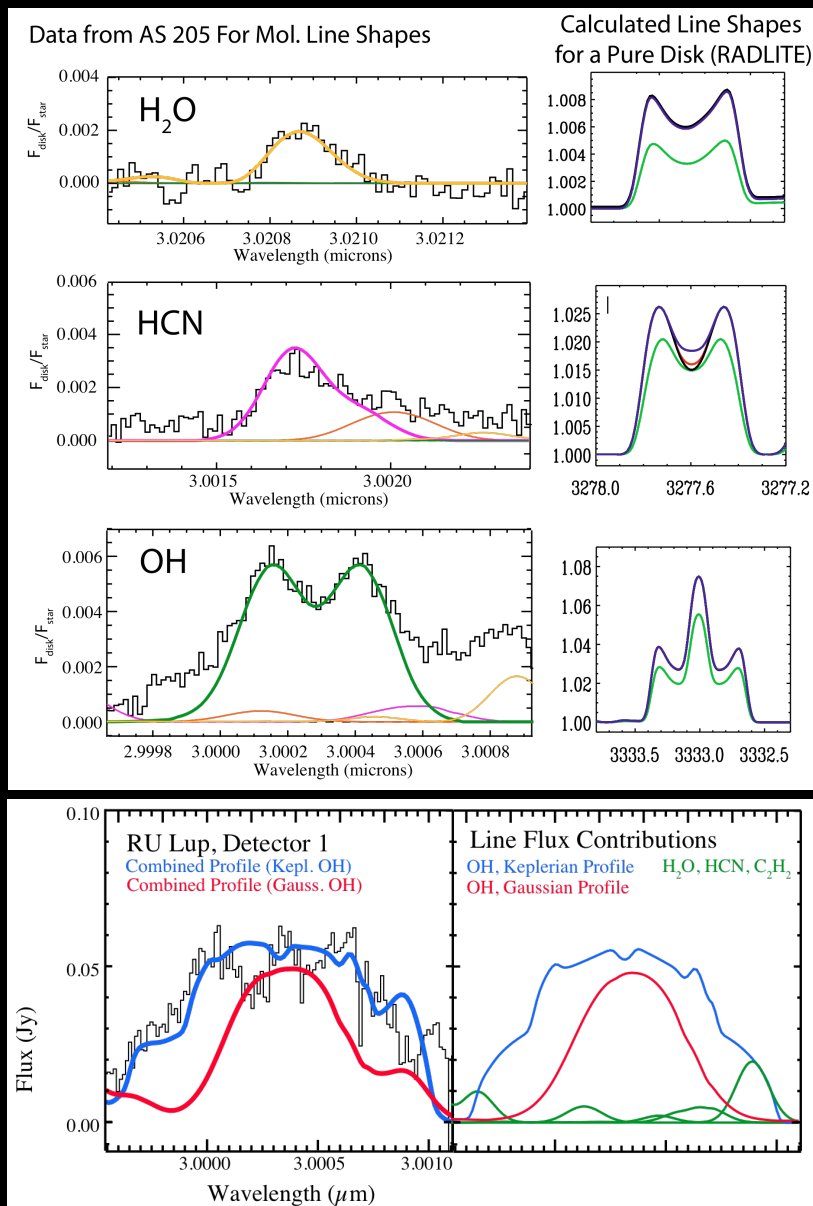 Data from AS 205 For Mol. Line Shapes
Calculated Line Shapes
for a Pure Disk (RADLITE)
H2O
F_disk/F_star
0.004
0.002
0.000
3.0206 3.0208 3.0210 3.0212
Wavelength (microns)
1.008
1.006
1.004
1.002
1.000
HCN
F_disk/F_star
0.006
0.004
0.002
0.000
3.0015 3.0020
Wavelength (microns)
1.025
1.020
1.015
1.010
1.005
1.000
3278.0 3277.6 3277.2
OH
F_disk/F_star
0.006
0.004
0.002
0.000
2.9998 3.0000 3.0002 3.0004 3.0006 3.0008
Wavelength (microns)
1.08
1.06
1.04
1.02
1.00
3333.5 3333.0 3332.5
RU Lup, Detector 1
Combined Profile (Kepl. OH)
Combined Profile (Gauss. OH)
Flux (Jy)
0.10
0.05
0.00
3.0000 3.0005 3.0010
Wavelength (μm)
Line Flux Contributions
OH, Keplerian Profile H2O, HCN, C2H2
OH, Gaussian Profile